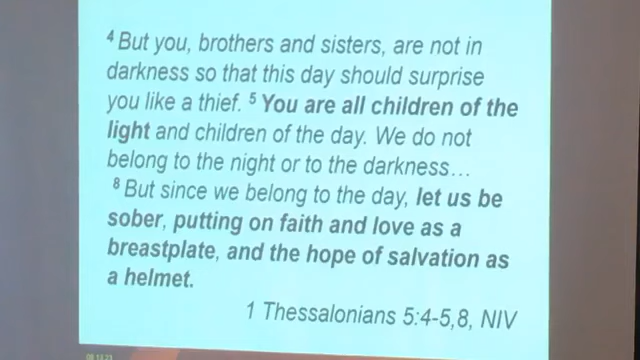 ⁴ But you, brothers and sisters, are not in
darkness so that this day should surprise
you like a thief. ⁵ You are all children of the
light and children of the day. We do not
belong to the night or to the darkness…
⁸ But since we belong to the day, let us be
sober, putting on faith and love as a
breastplate, and the hope of salvation as
a helmet.
1 Thessalonians 5:4-5,8, NIV